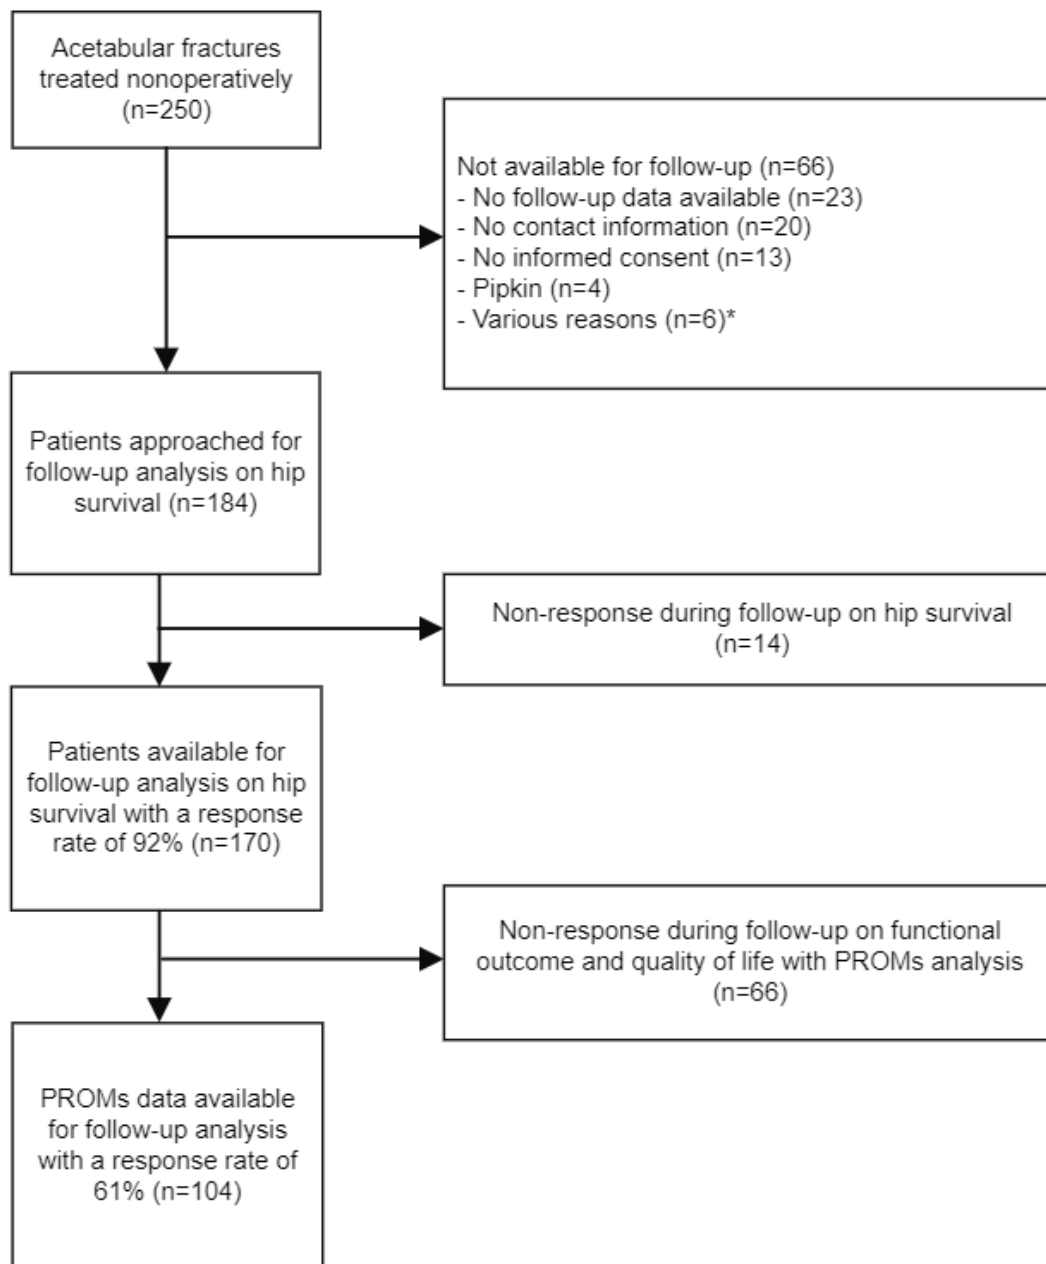 Acetabular fractures
treated nonoperatively
(n=250)
Not available for follow-up (n=66)
- No follow-up data available (n=23)
- No contact information (n=20)
- No informed consent (n=13)
- Pipkin (n=4)
- Various reasons (n=6)*
Patients approached for
follow-up analysis on hip
survival (n=184)
Non-response during follow-up on hip survival
(n=14)
Patients available for
follow-up analysis on hip
survival with a response
rate of 92% (n=170)
Non-response during follow-up on functional
outcome and quality of life with PROMs analysis
(n=66)
PROMs data available
for follow-up analysis
with a response rate of
61% (n=104)